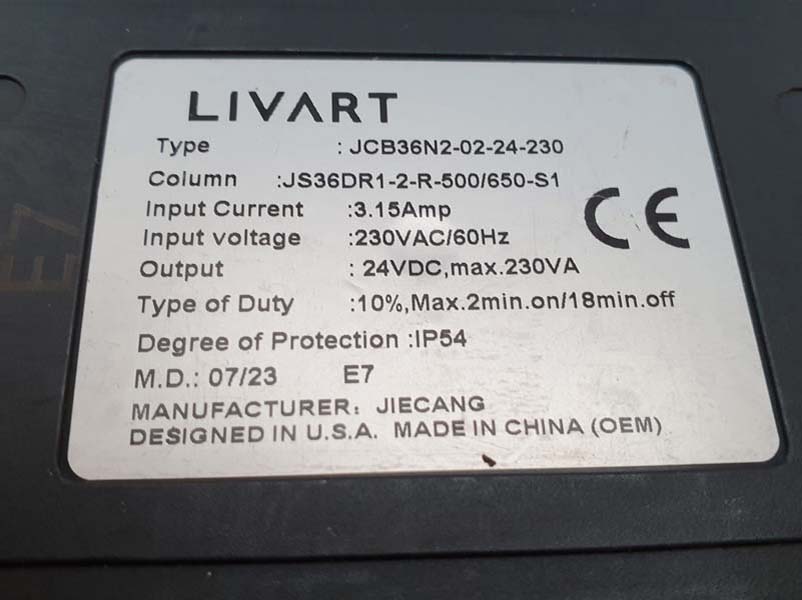 LIVART
Type : JCB36N2-02-24-230
Column :JS36DR1-2-R-500/650-S1
Input Current :3.15Amp
Input voltage :230VAC/60Hz
Output : 24VDC,max.230VA
Type of Duty :10%,Max.2min.on/18min.off
Degree of Protection :IP54
M.D.: 07/23 E7
MANUFACTURER: JIECANG
DESIGNED IN U.S.A. MADE IN CHINA (OEM)
CE
E7